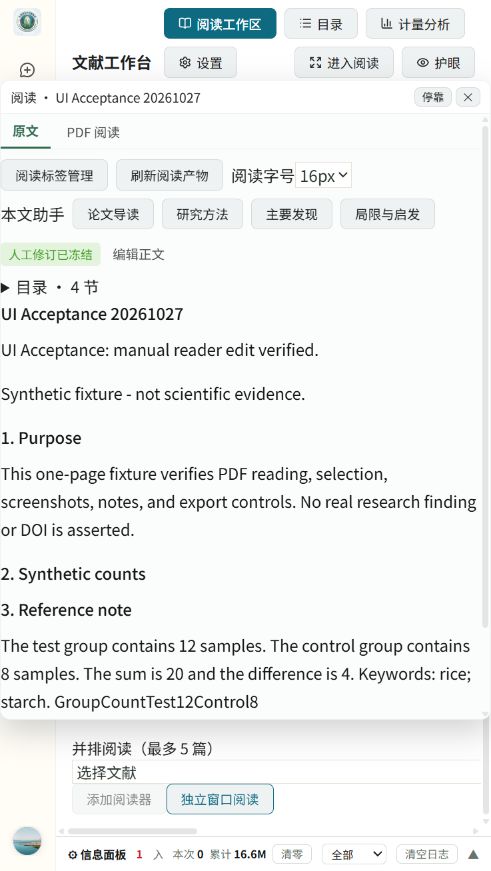 阅读工作区
目录
计量分析
文献工作台
设置
进入阅读
护眼
阅读 · UI Acceptance 20261027
停靠
原文
PDF 阅读
阅读标签管理
刷新阅读产物
阅读字号 16px
本文助手
论文导读
研究方法
主要发现
局限与启发
人工修订已冻结
编辑正文
目录 · 4 节
UI Acceptance 20261027
UI Acceptance: manual reader edit verified.
Synthetic fixture - not scientific evidence.
1. Purpose
This one-page fixture verifies PDF reading, selection,
screenshots, notes, and export controls. No real research finding
or DOI is asserted.
2. Synthetic counts
3. Reference note
The test group contains 12 samples. The control group contains
8 samples. The sum is 20 and the difference is 4. Keywords: rice;
starch. GroupCountTest12Control8
并排阅读（最多 5 篇）
选择文献
添加阅读器
独立窗口阅读
信息面板
1
入
本次 0
累计 16.6M
清零
全部
清空日志